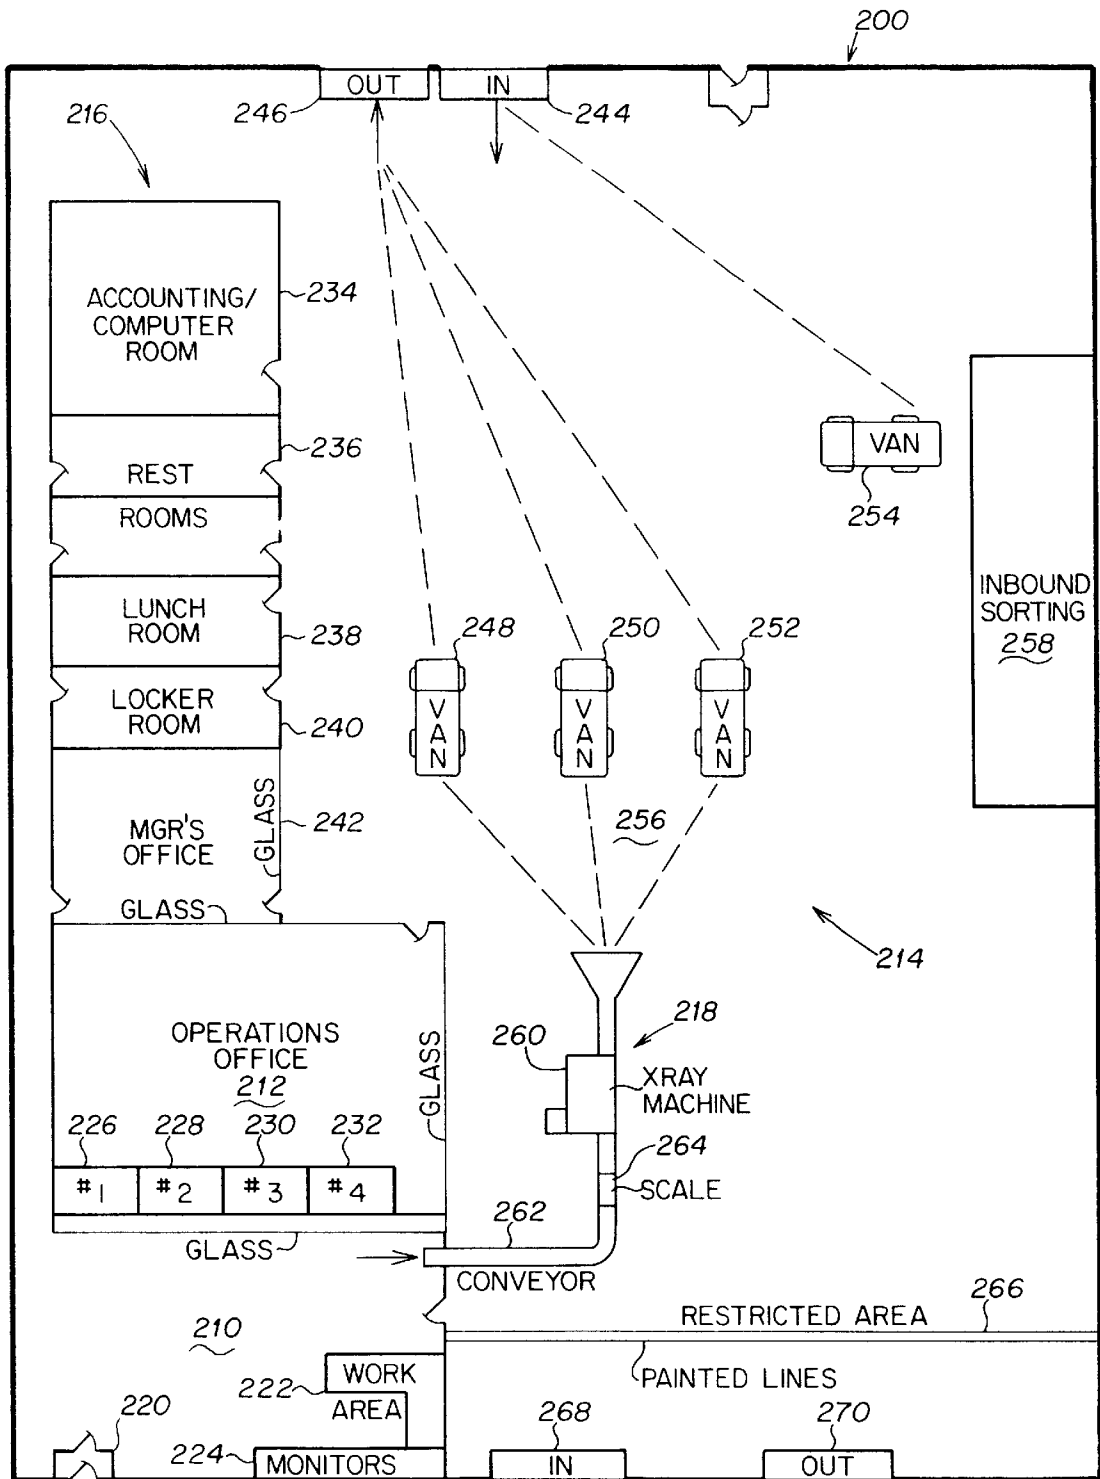 200
OUT
IN
246
244
216
ACCOUNTING/
COMPUTER
ROOM
234
236
REST
ROOMS
VAN
254
LUNCH
ROOM
238
INBOUND
SORTING
258
248
250
252
LOCKER
ROOM
240
VAN
VAN
VAN
MGR'S
OFFICE
GLASS
242
256
GLASS
214
OPERATIONS
OFFICE
212
GLASS
218
260
XRAY
MACHINE
226
228
230
232
264
#1
#2
#3
#4
SCALE
262
GLASS
CONVEYOR
266
RESTRICTED AREA
210
PAINTED LINES
WORK
AREA
222
220
268
270
224
MONITORS
IN
OUT